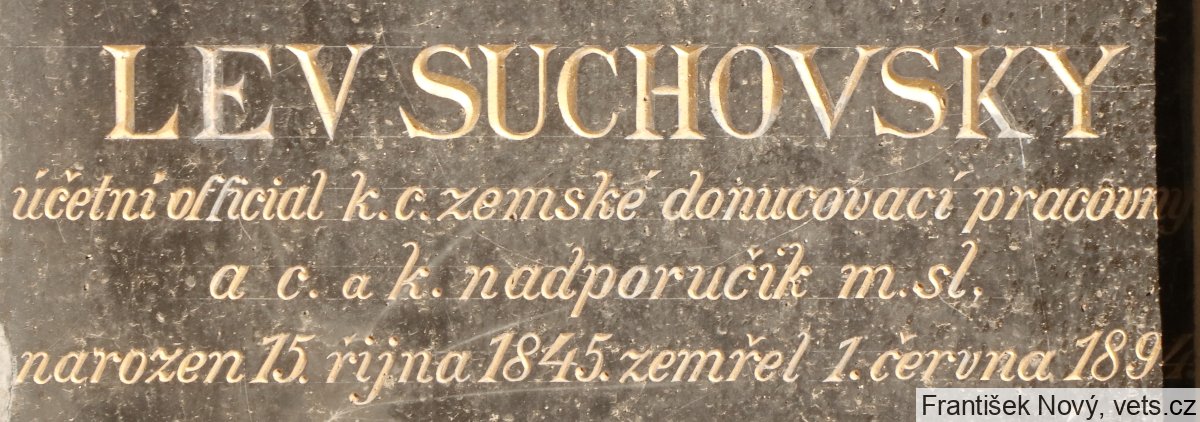 LEV SUCHOVSKY
účetní official k.c. zemské donucovací pracovny
a c. a k. nadporučik m.sl,
narozen 15. října 1845. zemřel 1. června 1894
František Nový, vets.cz